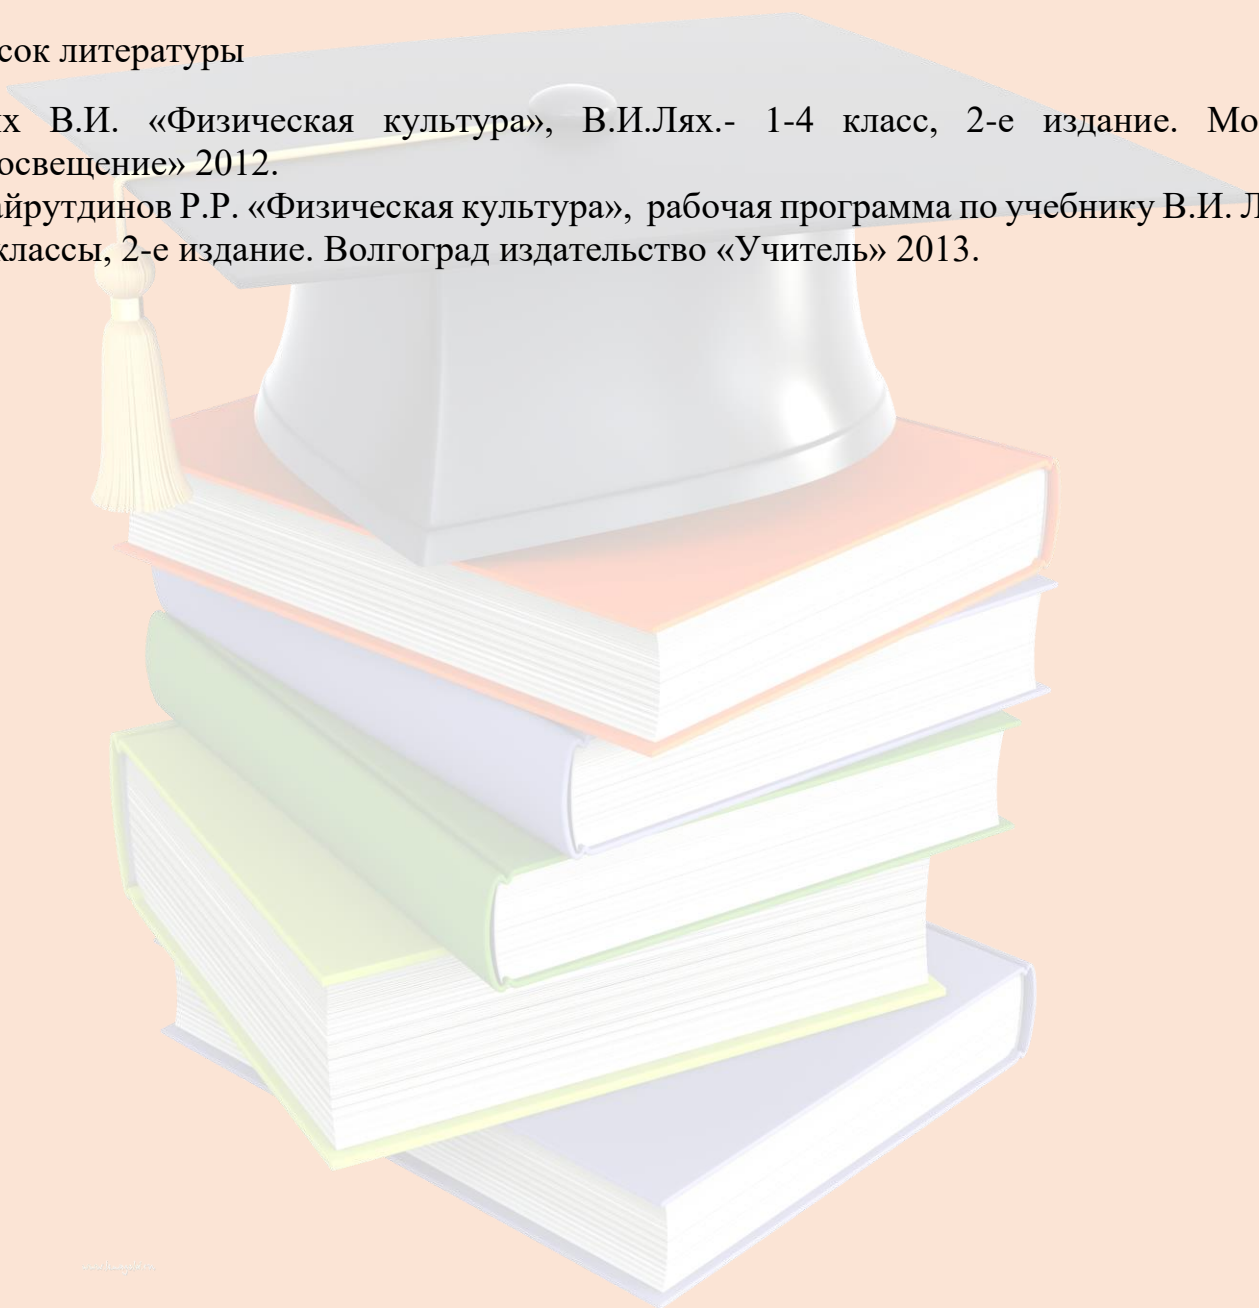 сок литературы
х В.И. «Физическая культура», В.И.Лях.- 1-4 класс, 2-е издание. Мо
освещение» 2012.
айрутдинов Р.Р. «Физическая культура», рабочая программа по учебнику В.И. Л
классы, 2-е издание. Волгоград издательство «Учитель» 2013.